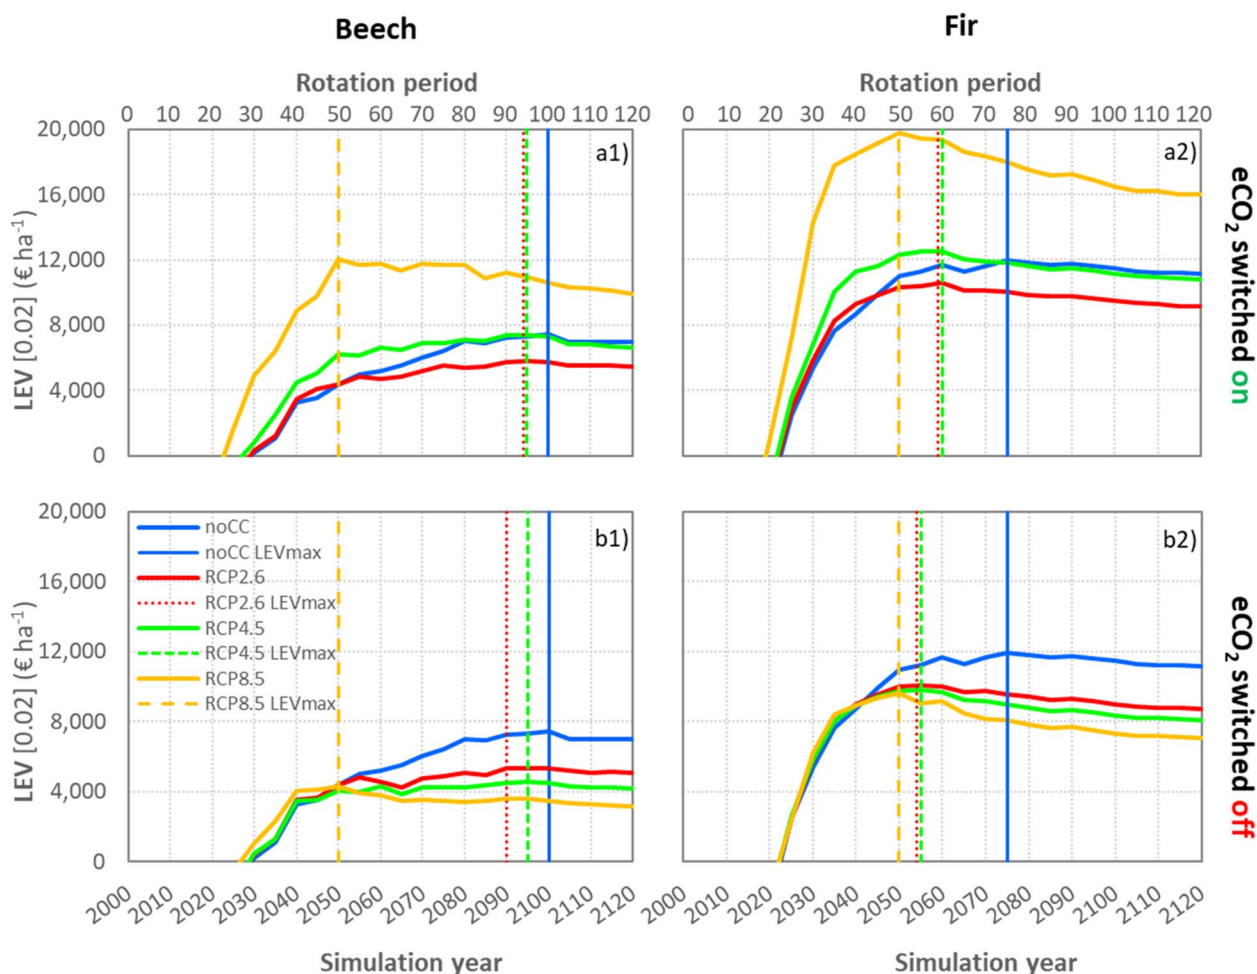 Beech
Fir
Rotation period
Rotation period
0 10 20 30 40 50 60 70 80 90 100 110 120
0 10 20 30 40 50 60 70 80 90 100 110 120
20,000
16,000
12,000
8,000
4,000
0
LEV [0.02] (€ ha⁻¹)
a1)
a2)
eCO₂ switched on
20,000
16,000
12,000
8,000
4,000
0
LEV [0.02] (€ ha⁻¹)
noCC
noCC LEVmax
RCP2.6
RCP2.6 LEVmax
RCP4.5
RCP4.5 LEVmax
RCP8.5
RCP8.5 LEVmax
b1)
b2)
eCO₂ switched off
2000 2010 2020 2030 2040 2050 2060 2070 2080 2090 2100 2110 2120
2000 2010 2020 2030 2040 2050 2060 2070 2080 2090 2100 2110 2120
Simulation year
Simulation year